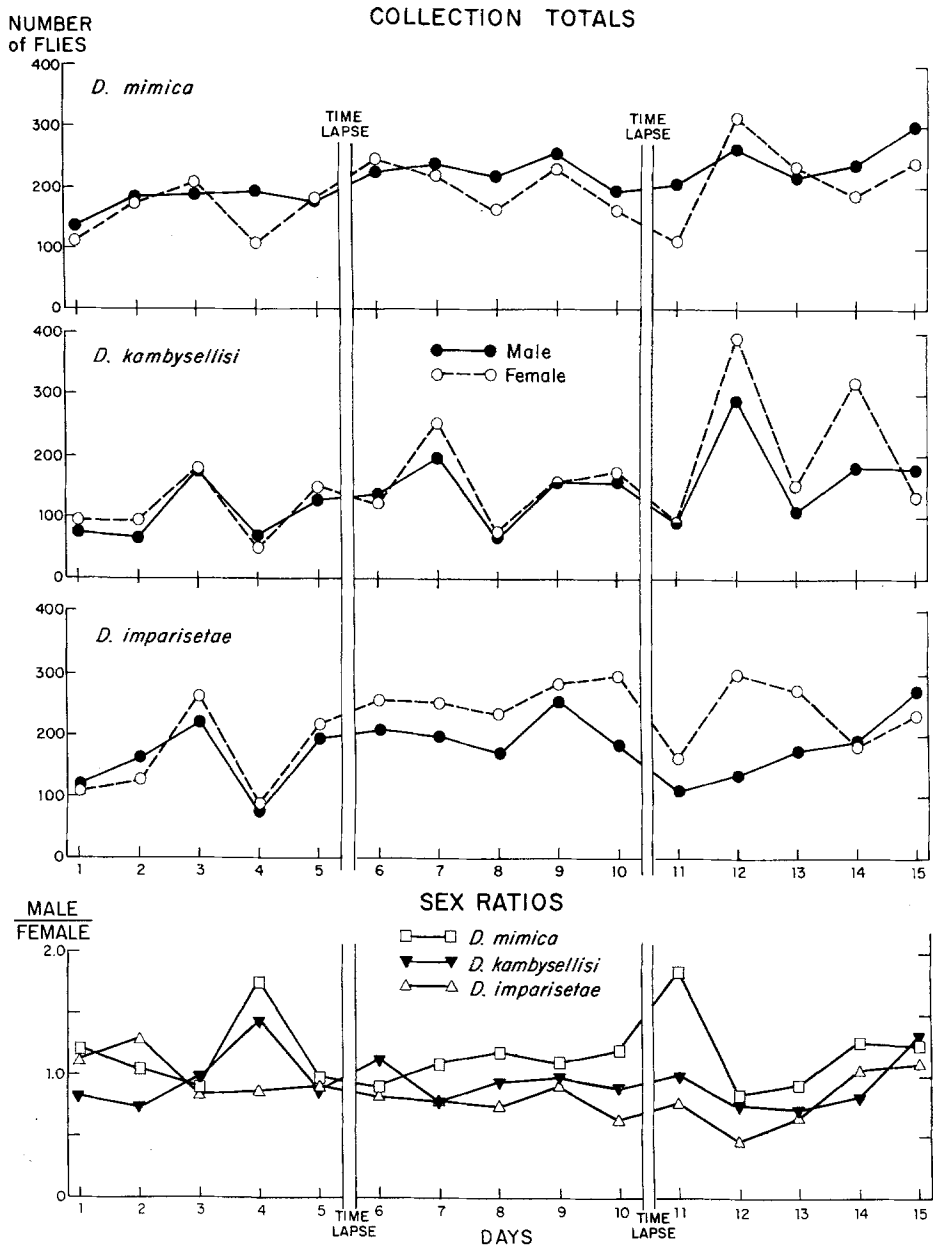 COLLECTION TOTALS
NUMBER
of FLIES
400
300
200
100
0
D. mimica
TIME
LAPSE
TIME
LAPSE
400
300
200
100
0
D. kambysellisi
Male
Female
400
300
200
100
0
D. imparisetae
1 2 3 4 5 6 7 8 9 10 11 12 13 14 15
SEX RATIOS
MALE
FEMALE
2.0
1.0
0
D. mimica
D. kambysellisi
D. imparisetae
1 2 3 4 5 6 7 8 9 10 11 12 13 14 15
TIME
LAPSE
DAYS
TIME
LAPSE